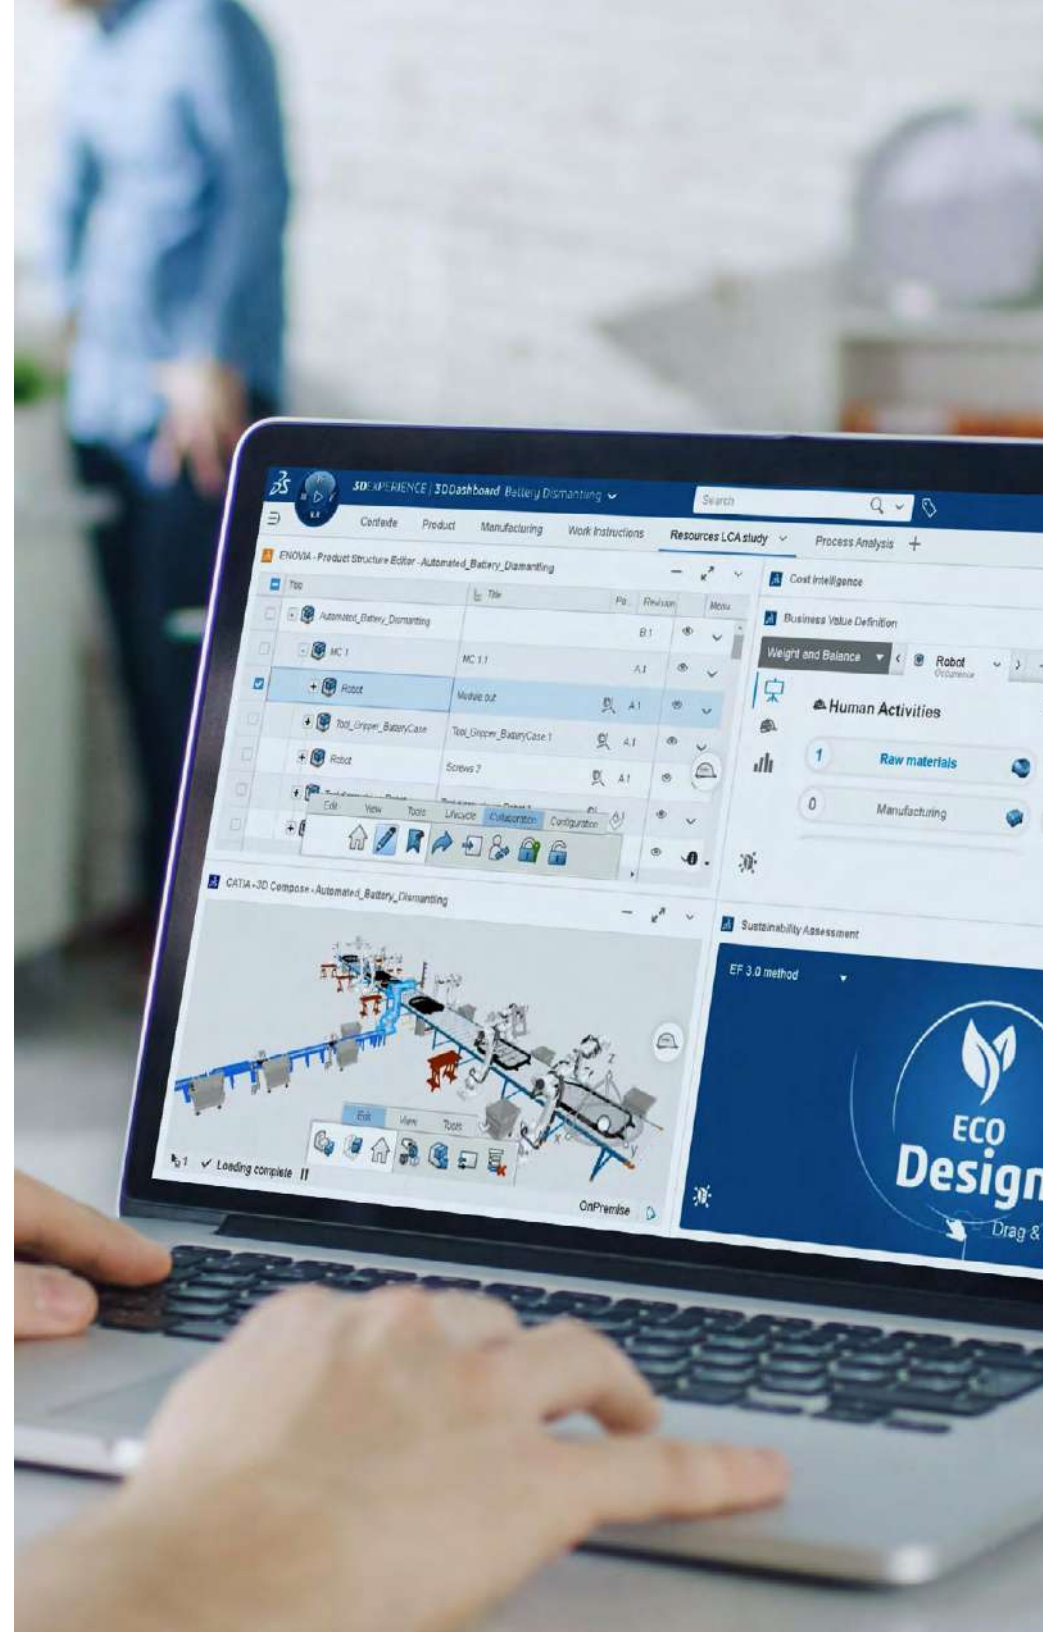 3DEXPERIENCE | 3DDashboard Battery Dismantling
Search
Contexte Product Manufacturing Work Instructions Resources LCA study Process Analysis
ENOVIA - Product Structure Editor - Automated_Battery_Dismantling
Title Revision Menu
Automated_Battery_Dismantling B.1
MC 1 MC 1.1 A.1
Robot Module out A.1
Tool_Gripper_BatteryCase Tool_Gripper_BatteryCase.1 A.1
Robot Screws 2 A.1
Edit View Tools Lifecycle Collaboration Configuration
CATIA - 3D Compose - Automated_Battery_Dismantling
Z
X
Y
Edit View Tools
1 Loading complete
OnPremise
Cost Intelligence
Business Value Definition
Weight and Balance Robot
Occurrence
Human Activities
1 Raw materials
0 Manufacturing
Sustainability Assessment
EF 3.0 method
ECO
Design
Drag &